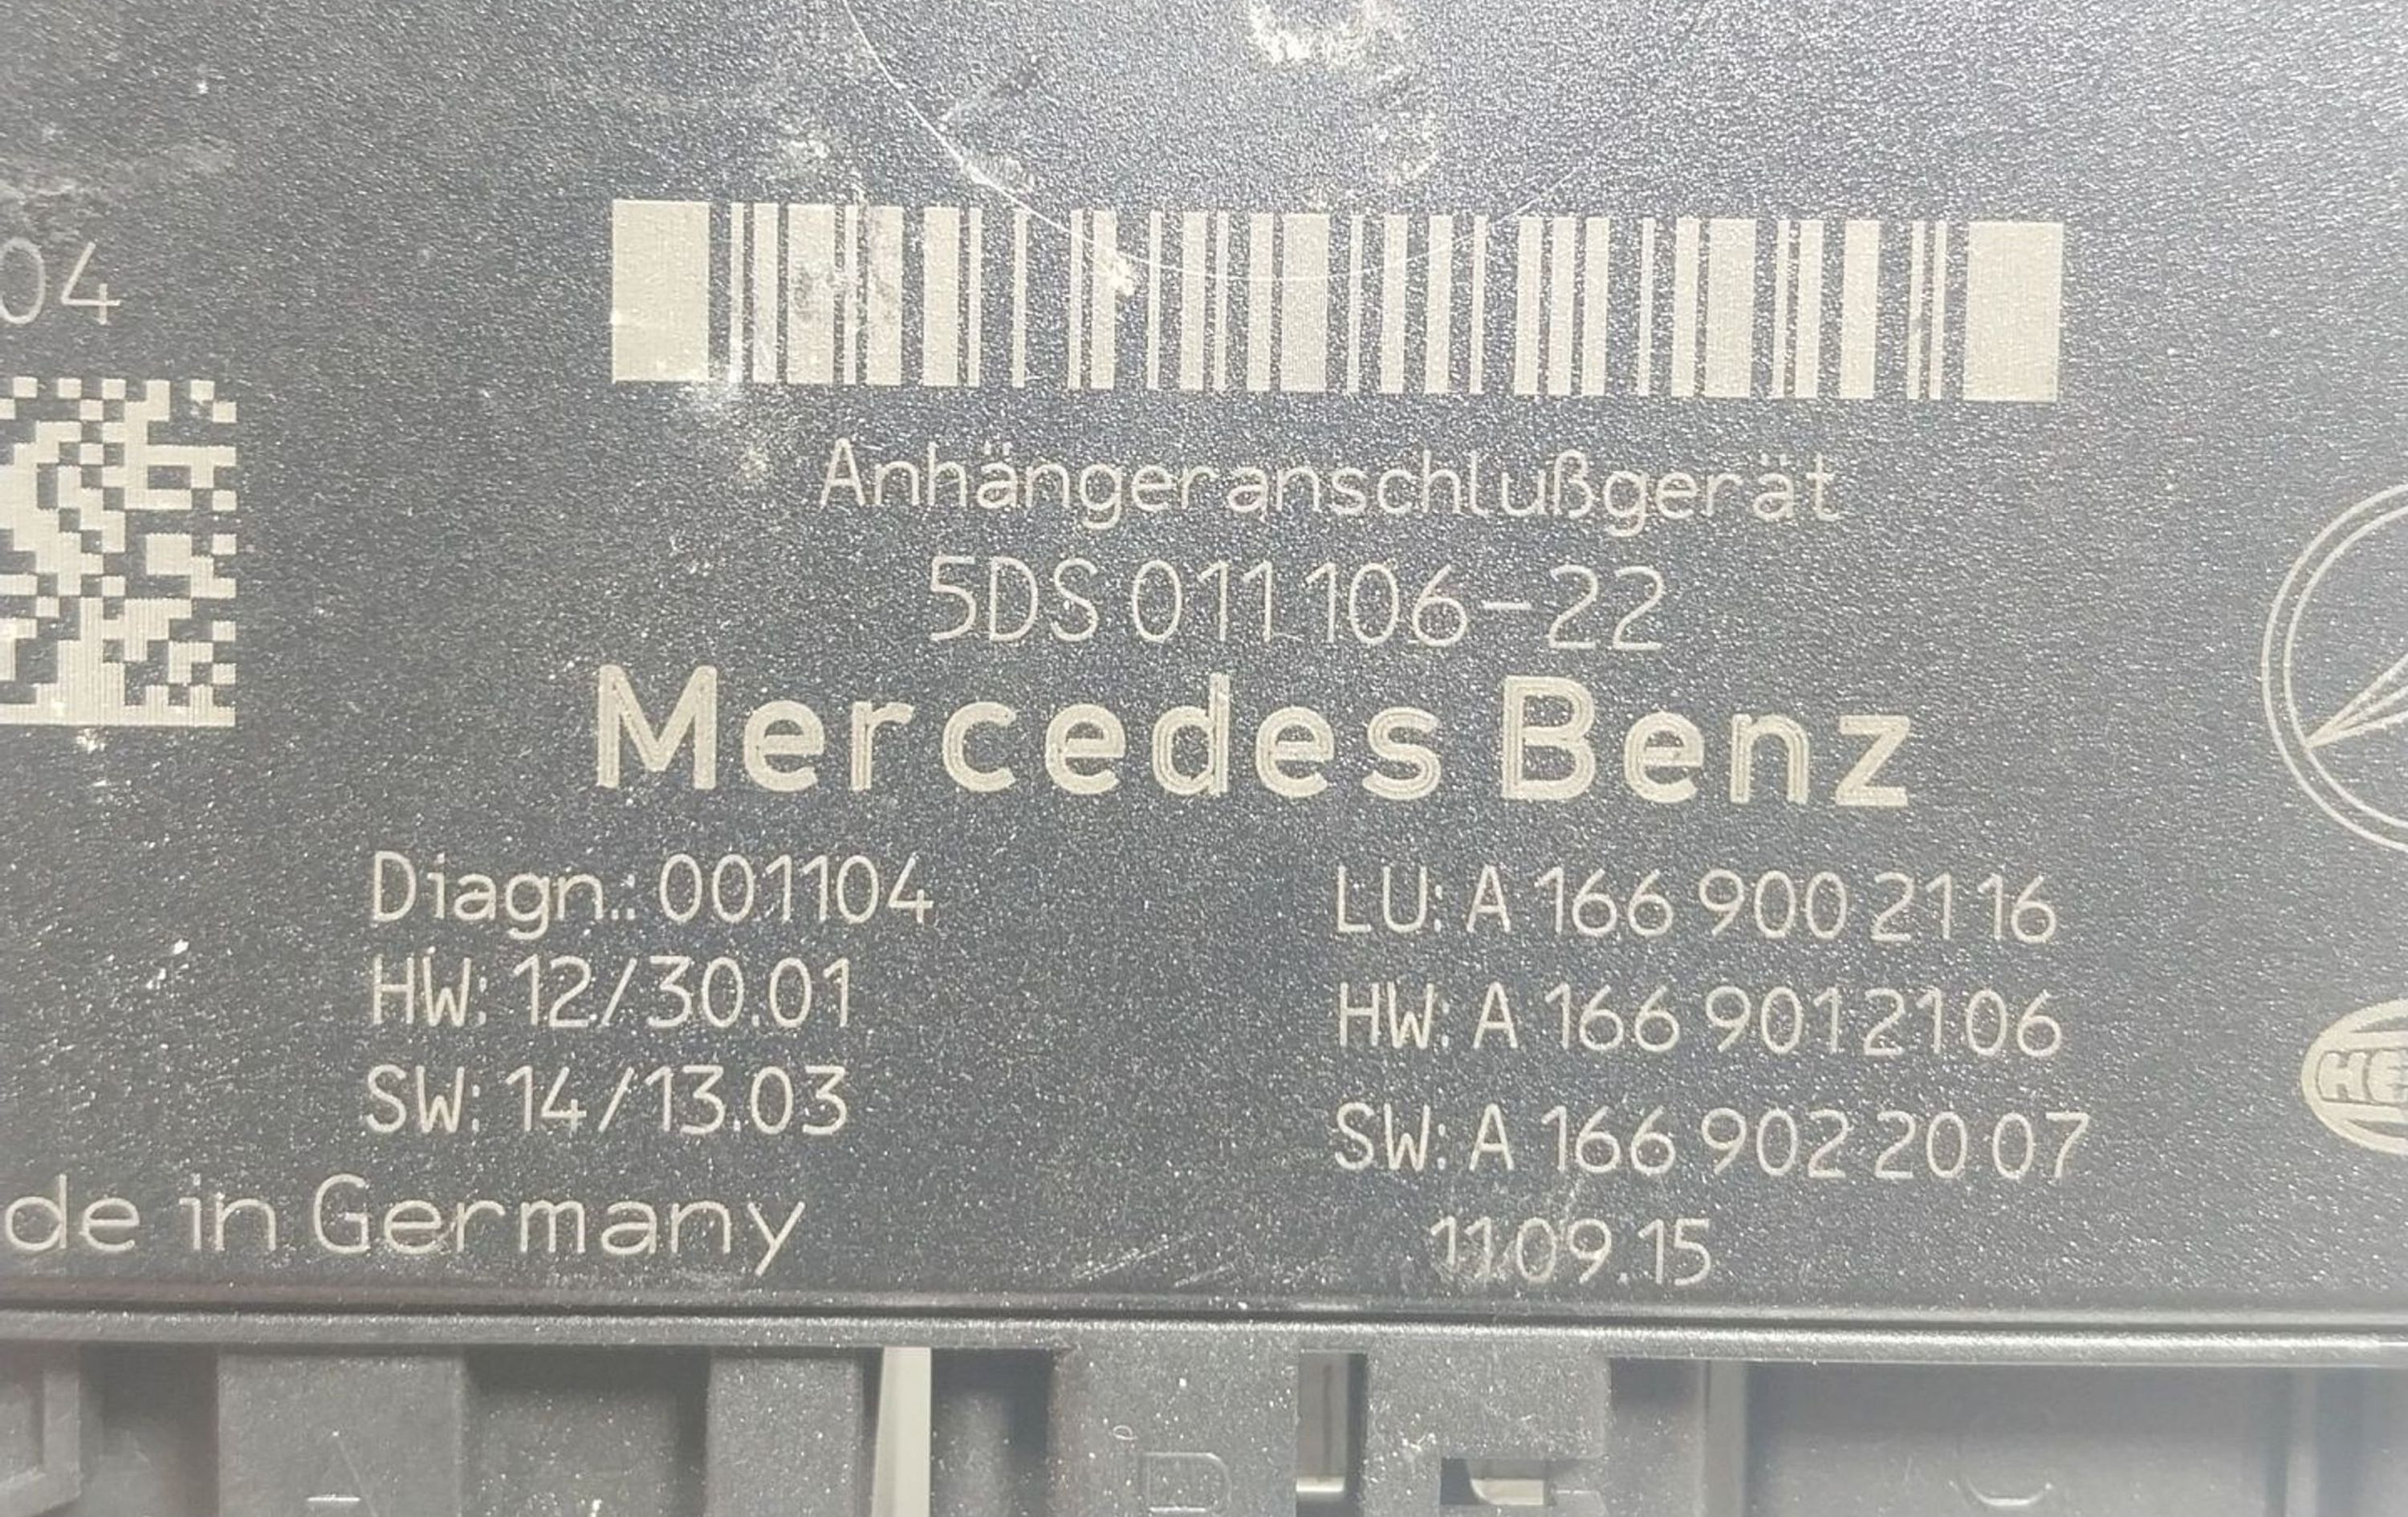 04
Anhängeranschlußgerät
5DS 011 106-22
Mercedes Benz
Diagn.: 001104
HW: 12/30.01
SW: 14/13.03
de in Germany
LU: A 166 900 21 16
HW: A 166 901 21 06
SW: A 166 902 20 07
11.09.15
HE